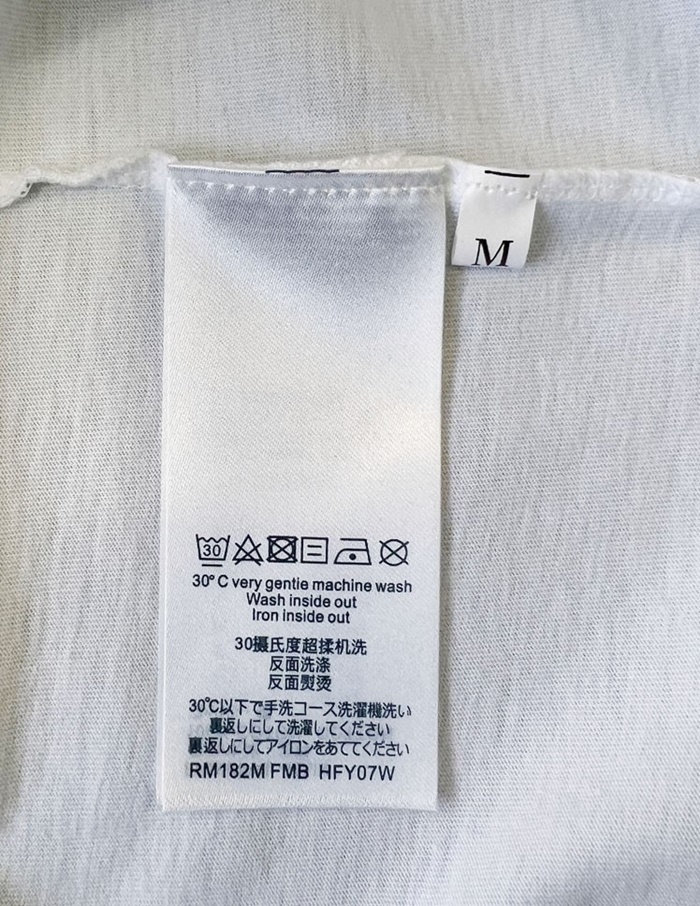 M
30
30°C very gentie machine wash
Wash inside out
Iron inside out
30摄氏度超揉机洗
反面洗涤
反面熨烫
30℃以下で手洗コース洗濯機洗い
裏返しにして洗濯してください
裏返しにしてアイロンをあててください
RM182M FMB HFY07W